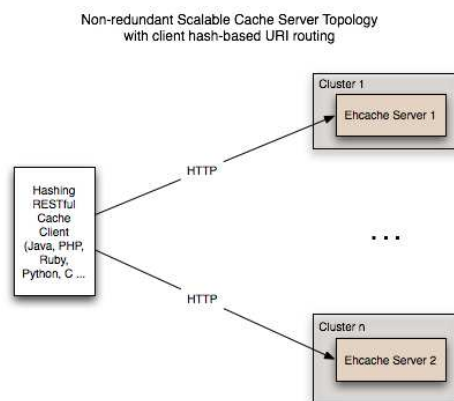 Non-redundant Scalable Cache Server Topology
with client hash-based URI routing
Cluster 1
Ehcache Server 1
HTTP
Hashing
RESTful
Cache
Client
(Java, PHP,
Ruby,
Python, C ...
...
HTTP
Cluster n
Ehcache Server 2